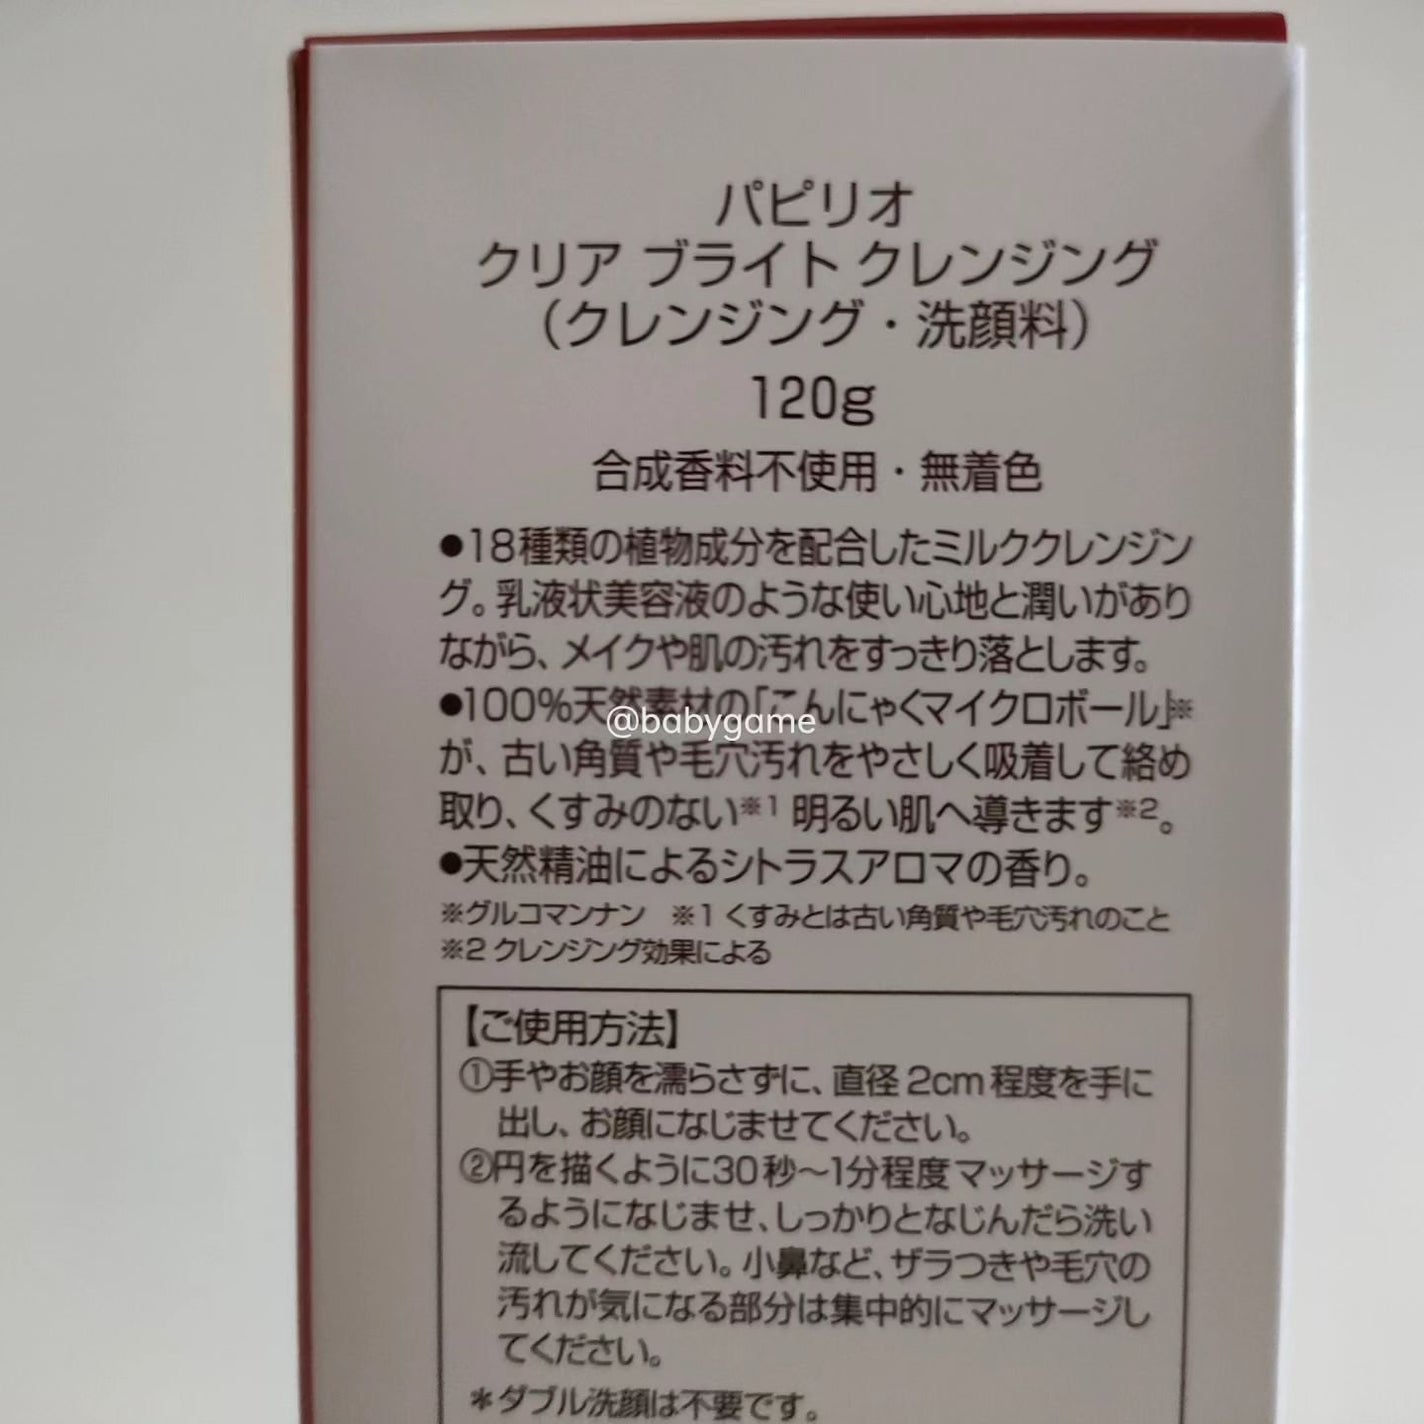 パピリオ
クリア ブライト クレンジング
（クレンジング・洗顔料）
120g
合成香料不使用・無着色
●18種類の植物成分を配合したミルククレンジン
グ。乳液状美容液のような使い心地と潤いがあり
ながら、メイクや肌の汚れをすっきり落とします。
●100%天然素材の「こんにゃくマイクロボール」※
@babygame
が、古い角質や毛穴汚れをやさしく吸着して絡め
取り、くすみのない※1 明るい肌へ導きます※2。
●天然精油によるシトラスアロマの香り。
※グルコマンナン　※1 くすみとは古い角質や毛穴汚れのこと
※2 クレンジング効果による
【ご使用方法】
①手やお顔を濡らさずに、直径 2cm 程度を手に
出し、お顔になじませてください。
②円を描くように30秒～1分程度マッサージす
るようになじませ、しっかりとなじんだら洗い
流してください。小鼻など、ザラつきや毛穴の
汚れが気になる部分は集中的にマッサージし
てください。
＊ダブル洗顔は不要です。